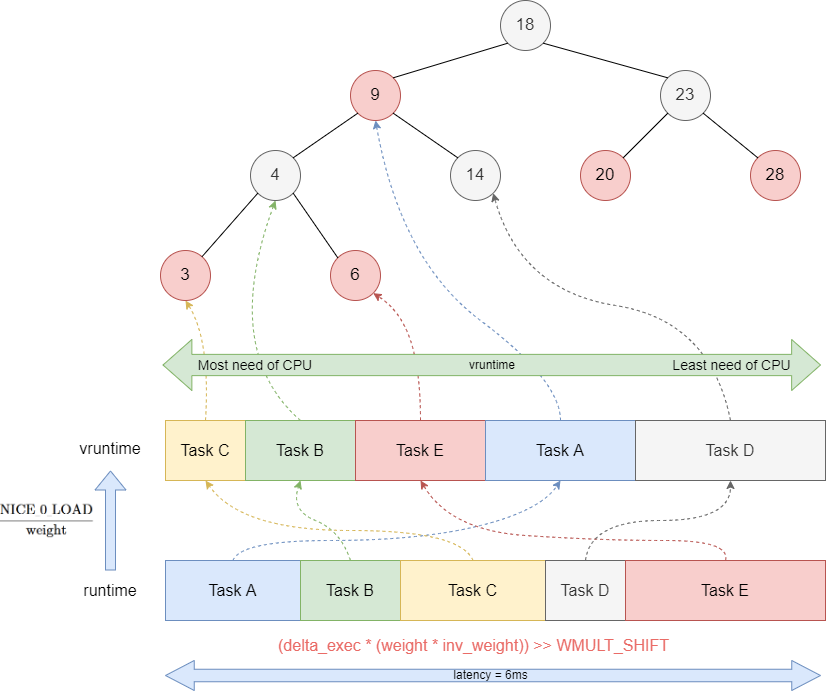 18
9
23
4
14
20
28
3
6
Most need of CPU
vruntime
Least need of CPU
vruntime
Task C
Task B
Task E
Task A
Task D
NICE 0 LOAD
weight
runtime
Task A
Task B
Task C
Task D
Task E
(delta_exec * (weight * inv_weight)) >> WMULT_SHIFT
latency = 6ms